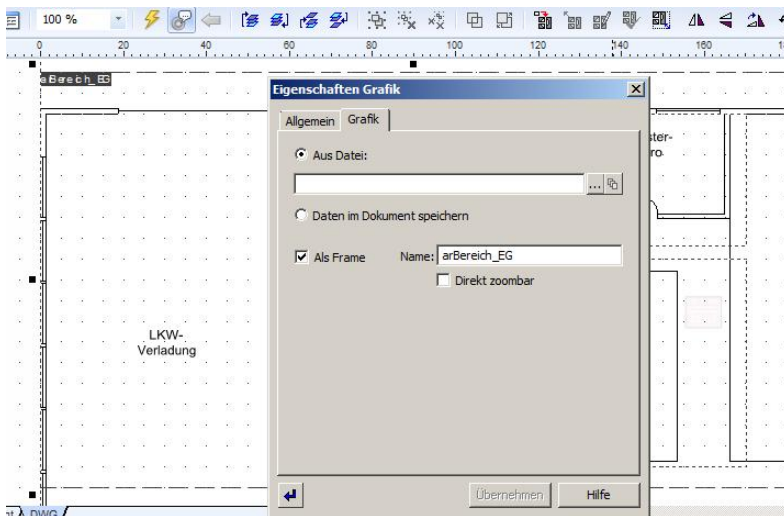 100 %
0 20 40 60 80 100 120 140 160
eBereich_EG
Eigenschaften Grafik
Allgemein Grafik
Aus Datei:
...
Daten im Dokument speichern
Als Frame Name: arBereich_EG
Direkt zoombar
LKW-
Verladung
Übernehmen Hilfe
DWG